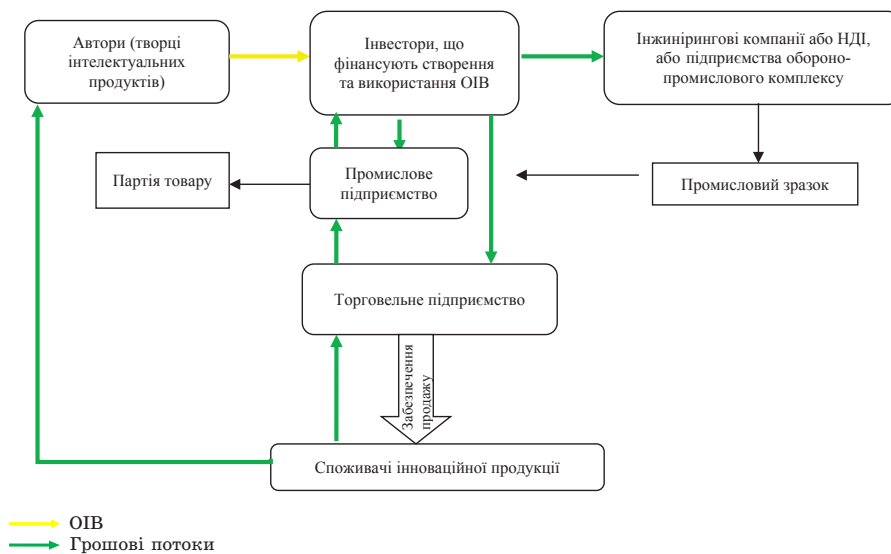 Автори (творці
інтелектуальних
продуктів)
Інвестори, що
фінансують створення
та використання ОІВ
Інжинірингові компанії або НДІ,
або підприємства оборонo-
промислового комплексу
Партія товару
Промислове
підприємство
Промисловий зразок
Торговельне підприємство
Забезпечення
продажу
Споживачі інноваційної продукції
ОІВ
Грошові потоки